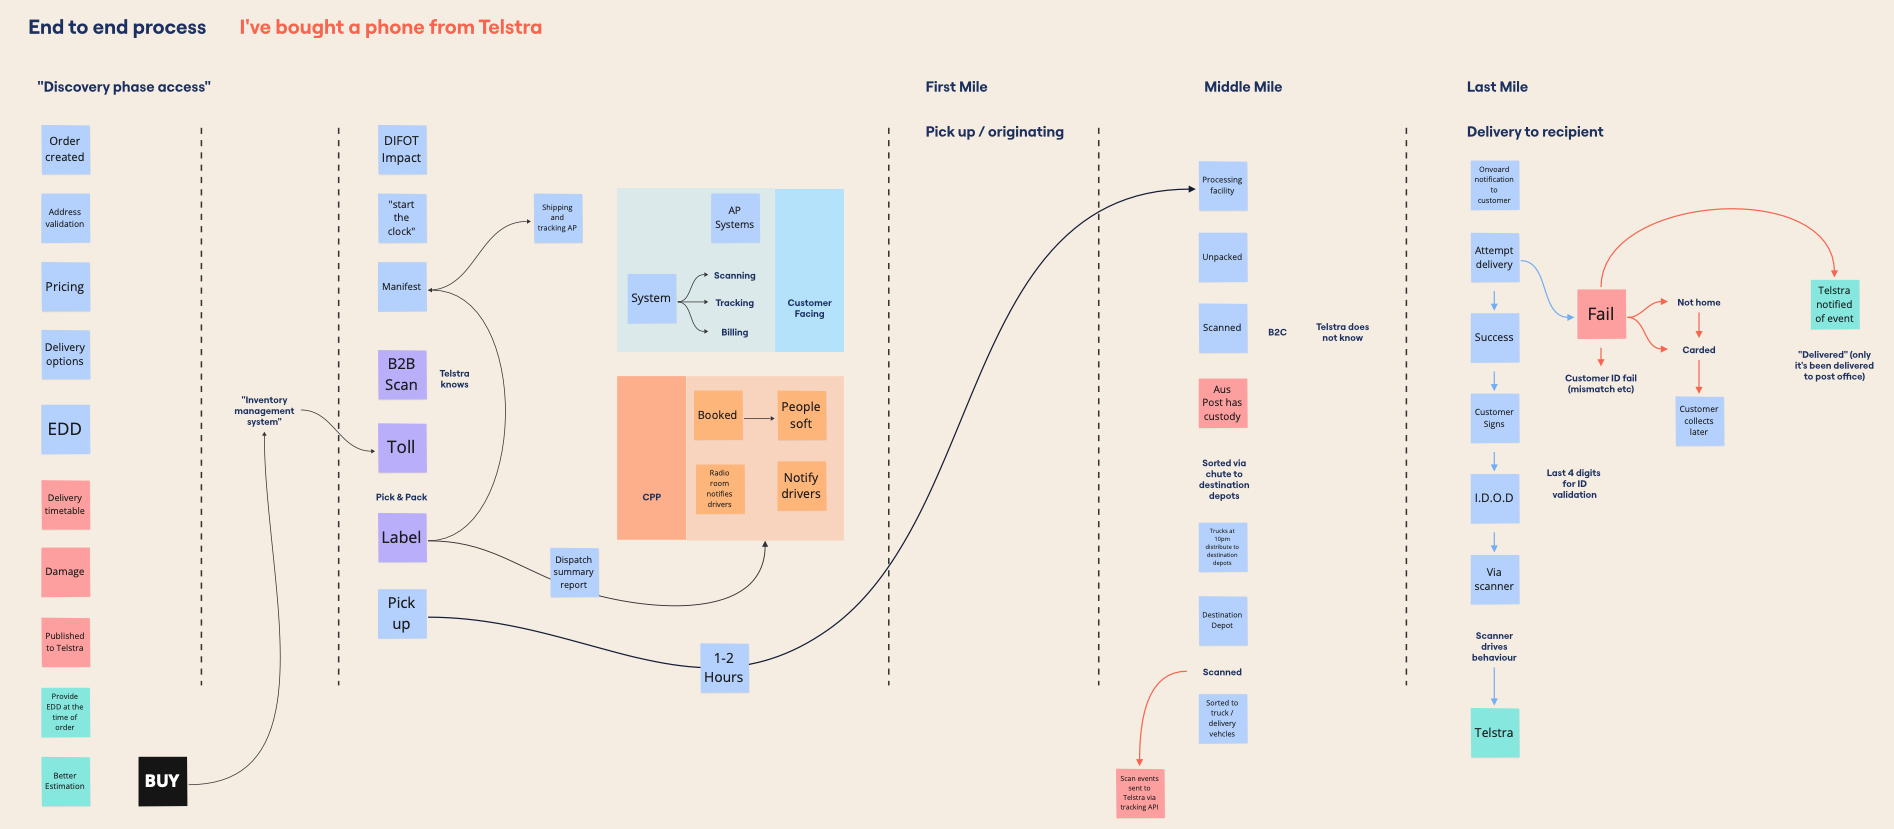 End to end process
I've bought a phone from Telstra
"Discovery phase access"
Order
created
Address
validation
Pricing
Delivery
options
EDD
Delivery
timetable
Damage
Published
to Telstra
Provide
EDD at the
time of
order
Better
Estimation
BUY
"Inventory
management
system"
DIFOT
Impact
"start
the
clock"
Manifest
B2B
Scan
Telstra
knows
Toll
Pick & Pack
Label
Pick
up
Shipping
and
tracking AP
Dispatch
summary
report
1-2
Hours
AP
Systems
System
Scanning
Tracking
Billing
Customer
Facing
CPP
Booked
People
soft
Radio
room
notifies
drivers
Notify
drivers
First Mile
Pick up / originating
Middle Mile
Processing
facility
Unpacked
Scanned
B2C
Telstra does
not know
Aus
Post has
custody
Sorted via
chute to
destination
depots
Trucks at
10pm
distribute to
destination
depots
Destination
Depot
Scanned
Sorted to
truck /
delivery
vehcles
Scan events
sent to
Telstra via
tracking API
Last Mile
Delivery to recipient
Onvoard
notification
to
customer
Attempt
delivery
Success
Customer
Signs
I.D.O.D
Last 4 digits
for ID
validation
Via
scanner
Scanner
drives
behaviour
Telstra
Fail
Customer ID fail
(mismatch etc)
Not home
Carded
Customer
collects
later
Telstra
notified
of event
"Delivered" (only
it's been delivered
to post office)